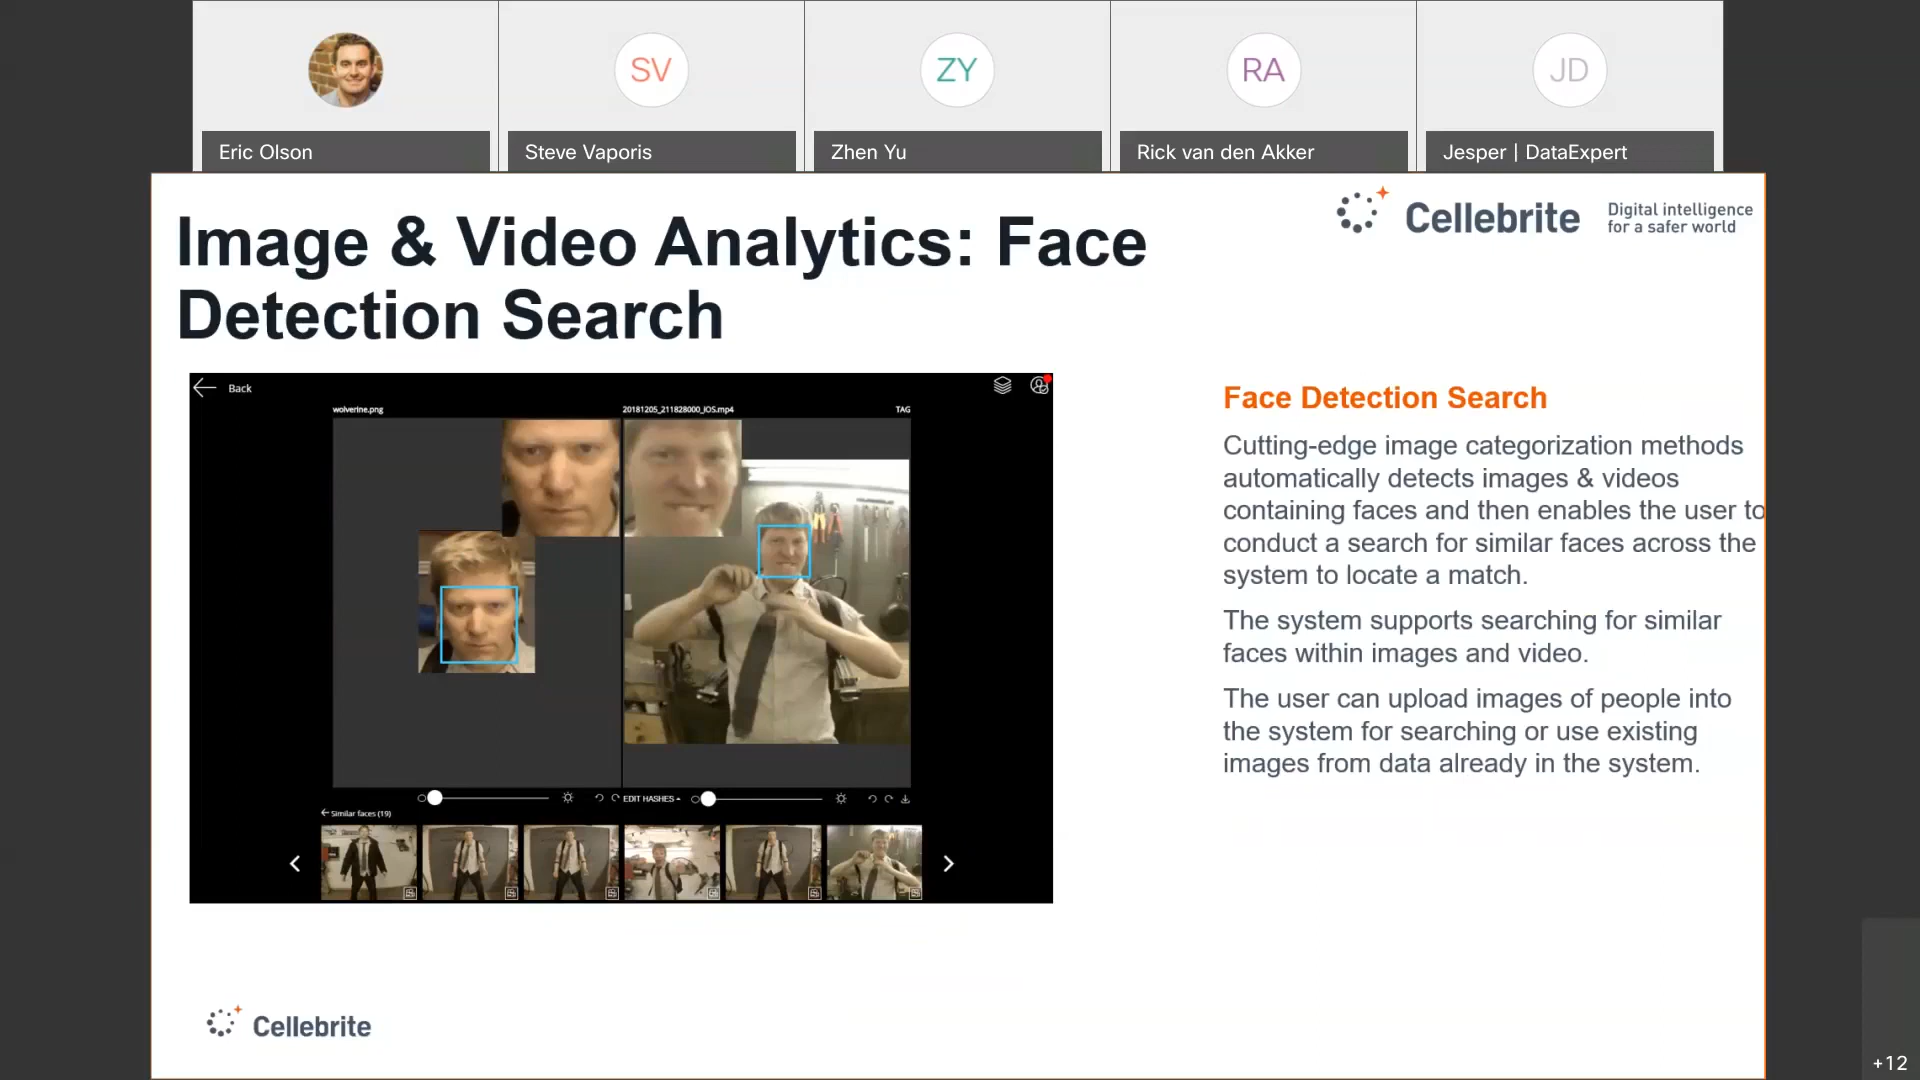 SV
ZY
RA
JD
Eric Olson
Steve Vaporis
Zhen Yu
Rick van den Akker
Jesper | DataExpert
Image & Video Analytics: Face
Detection Search
Cellebrite
Digital intelligence
for a safer world
Back
wolverine.png
20181205_211828000_iOS.mp4
TAG
EDIT HASHES
Similar faces (19)
Face Detection Search
Cutting-edge image categorization methods
automatically detects images & videos
containing faces and then enables the user to
conduct a search for similar faces across the
system to locate a match.
The system supports searching for similar
faces within images and video.
The user can upload images of people into
the system for searching or use existing
images from data already in the system.
Cellebrite
+12